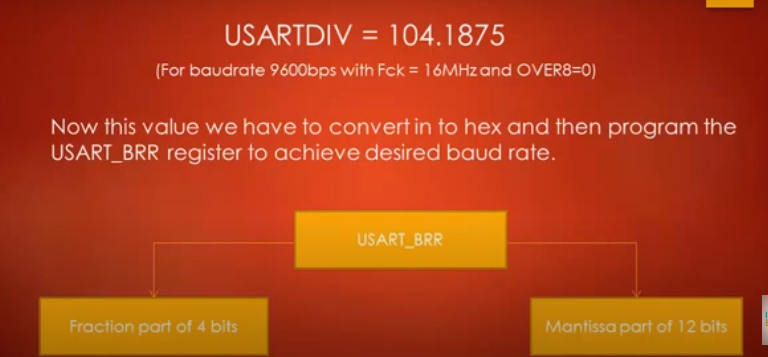 USARTDIV = 104.1875
(For baudrate 9600bps with Fck = 16MHz and OVER8=0)
Now this value we have to convert in to hex and then program the
USART_BRR register to achieve desired baud rate.
USART_BRR
Fraction part of 4 bits
Mantissa part of 12 bits